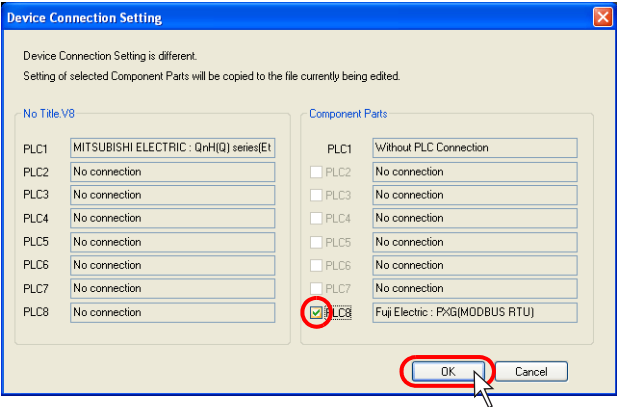 Device Connection Setting
Device Connection Setting is different.
Setting of selected Component Parts will be copied to the file currently being edited.
No Title.V8
PLC1 MITSUBISHI ELECTRIC : QnH(Q) series(Et
PLC2 No connection
PLC3 No connection
PLC4 No connection
PLC5 No connection
PLC6 No connection
PLC7 No connection
PLC8 No connection
Component Parts
PLC1 Without PLC Connection
PLC2 No connection
PLC3 No connection
PLC4 No connection
PLC5 No connection
PLC6 No connection
PLC7 No connection
PLC8 Fuji Electric : PXG(MODBUS RTU)
OK Cancel